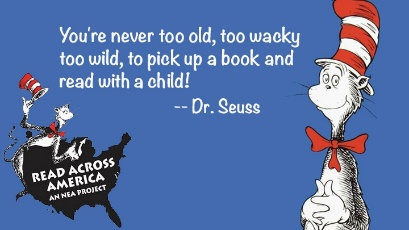 You're never too old, too wacky
too wild, to pick up a book and
read with a child!
-- Dr. Seuss
READ ACROSS
AMERICA
AN NEA PROJECT